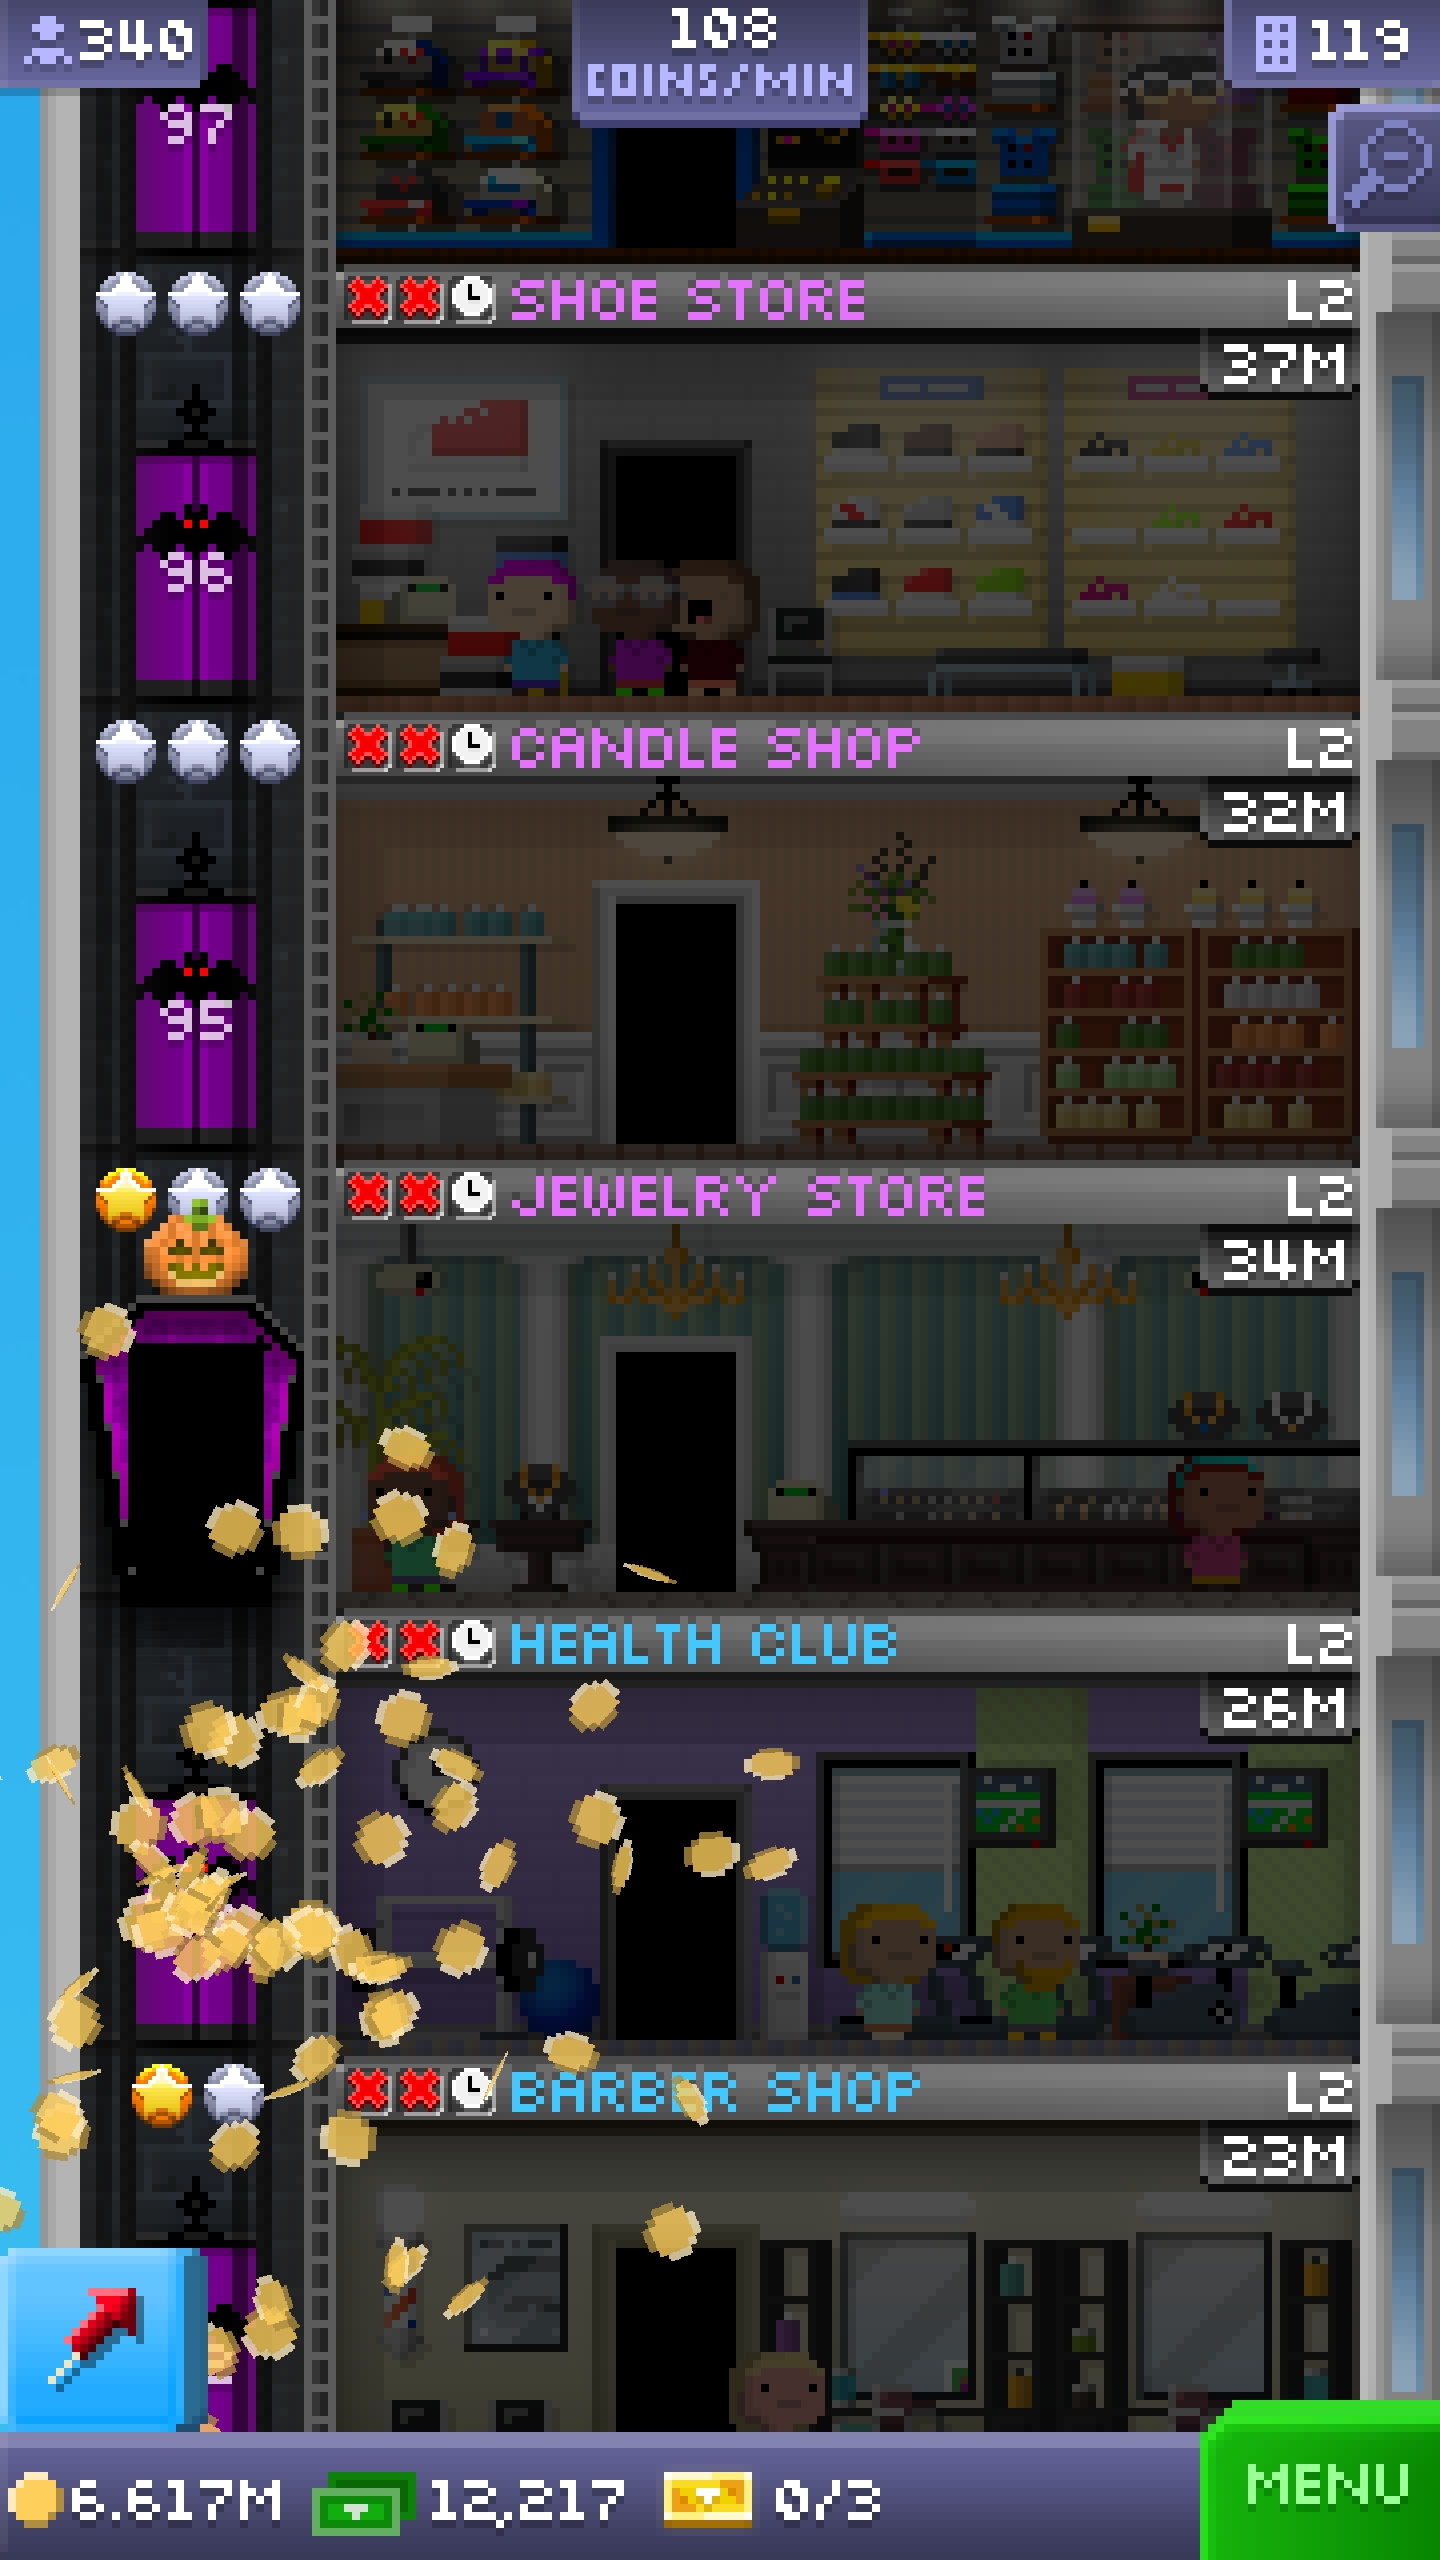 340
108
COINS/MIN
119
97
SHOE STORE L2
37M
96
CANDLE SHOP L2
32M
95
JEWELRY STORE L2
34M
HEALTH CLUB L2
26M
BARBER SHOP L2
23M
6.617M 12,217 0/3 MENU